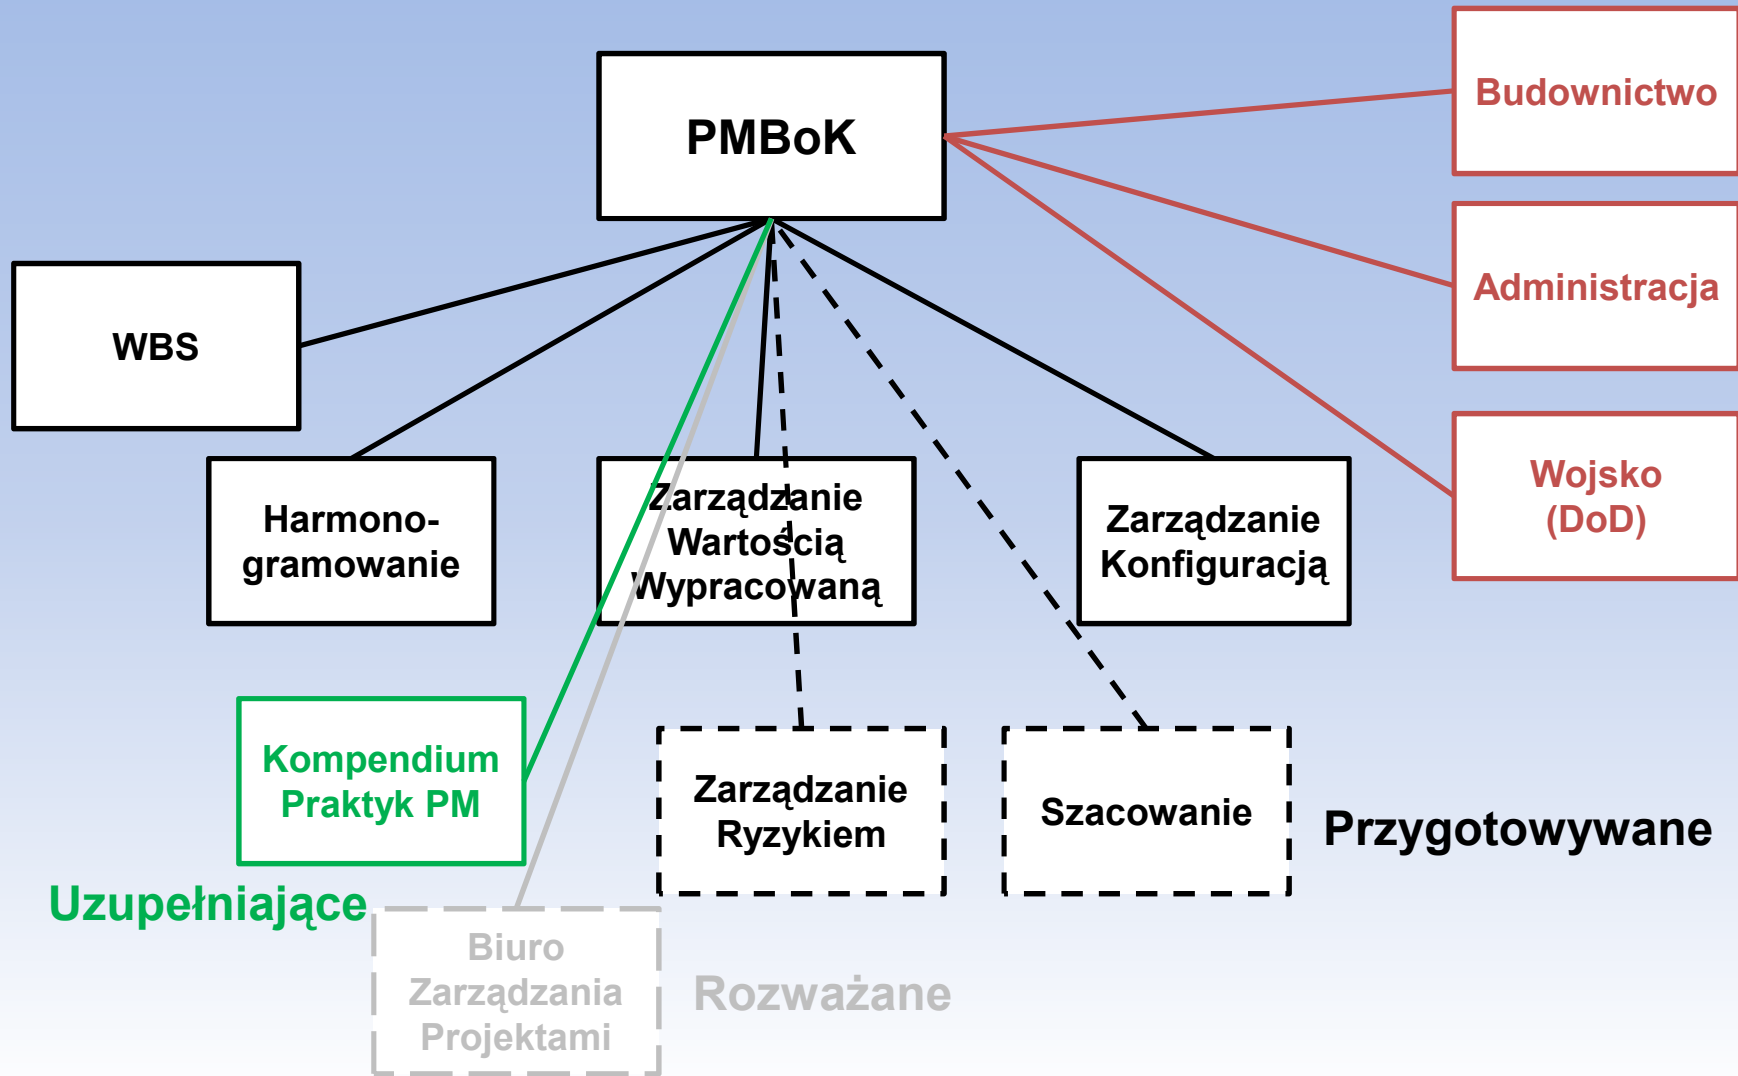 Budownictwo
PMBoK
Administracja
WBS
Wojsko
(DoD)
Harmono-
gramowanie
Zarządzanie
Wartością
Wypracowaną
Zarządzanie
Konfiguracją
Kompendium
Praktyk PM
Zarządzanie
Ryzykiem
Szacowanie
Przygotowywane
Uzupełniające
Biuro
Zarządzania
Projektami
Rozważane